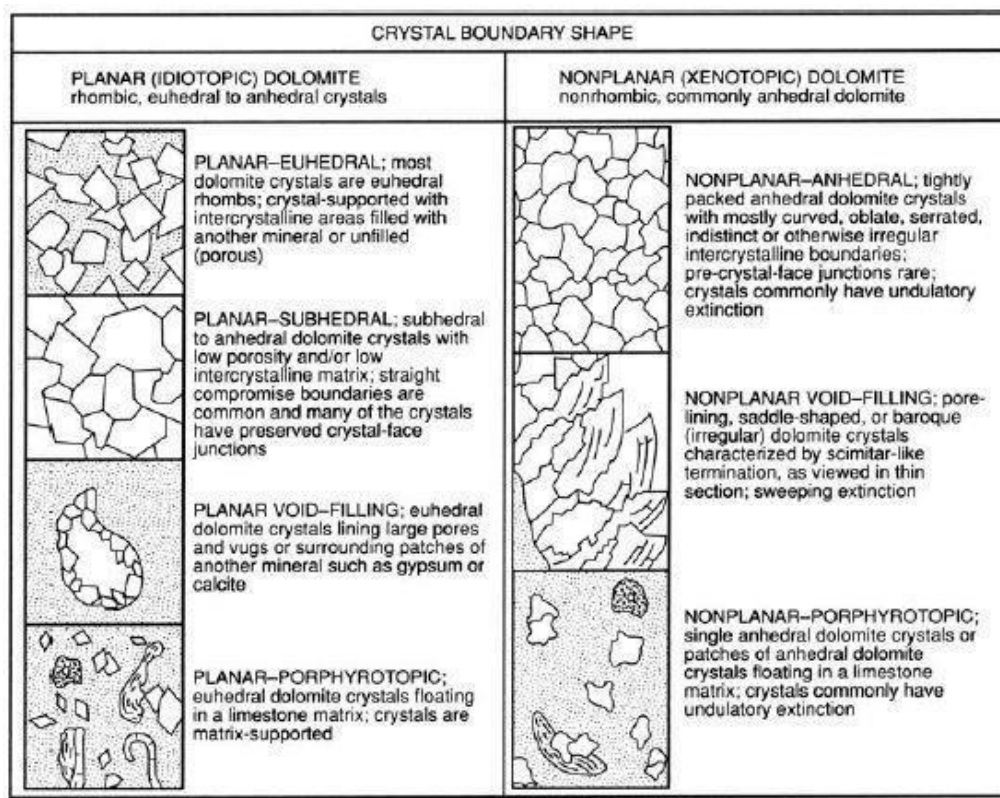 CRYSTAL BOUNDARY SHAPE
PLANAR (IDIOTOPIC) DOLOMITE
rhombic, euhedral to anhedral crystals
NONPLANAR (XENOTOPIC) DOLOMITE
nonrhombic, commonly anhedral dolomite
PLANAR–EUHEDRAL; most
dolomite crystals are euhedral
rhombs; crystal-supported with
intercrystalline areas filled with
another mineral or unfilled
(porous)
PLANAR–SUBHEDRAL; subhedral
to anhedral dolomite crystals with
low porosity and/or low
intercrystalline matrix; straight
compromise boundaries are
common and many of the crystals
have preserved crystal-face
junctions
PLANAR VOID–FILLING; euhedral
dolomite crystals lining large pores
and vugs or surrounding patches of
another mineral such as gypsum or
calcite
PLANAR–PORPHYROTOPIC;
euhedral dolomite crystals floating
in a limestone matrix; crystals are
matrix-supported
NONPLANAR–ANHEDRAL; tightly
packed anhedral dolomite crystals
with mostly curved, oblate, serrated,
indistinct or otherwise irregular
intercrystalline boundaries;
pre-crystal-face junctions rare;
crystals commonly have undulatory
extinction
NONPLANAR VOID–FILLING; pore-
lining, saddle-shaped, or baroque
(irregular) dolomite crystals
characterized by scimitar-like
termination, as viewed in thin
section; sweeping extinction
NONPLANAR–PORPHYROTOPIC;
single anhedral dolomite crystals or
patches of anhedral dolomite
crystals floating in a limestone
matrix; crystals commonly have
undulatory extinction